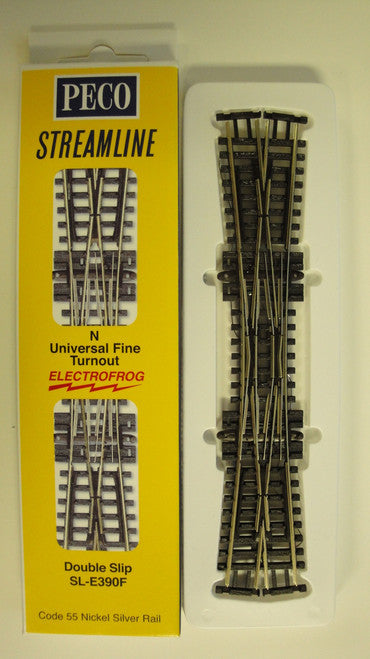 PECO
STREAMLINE
N
Universal Fine
Turnout
ELECTROFROG
Double Slip
SL-E390F
Code 55 Nickel Silver Rail